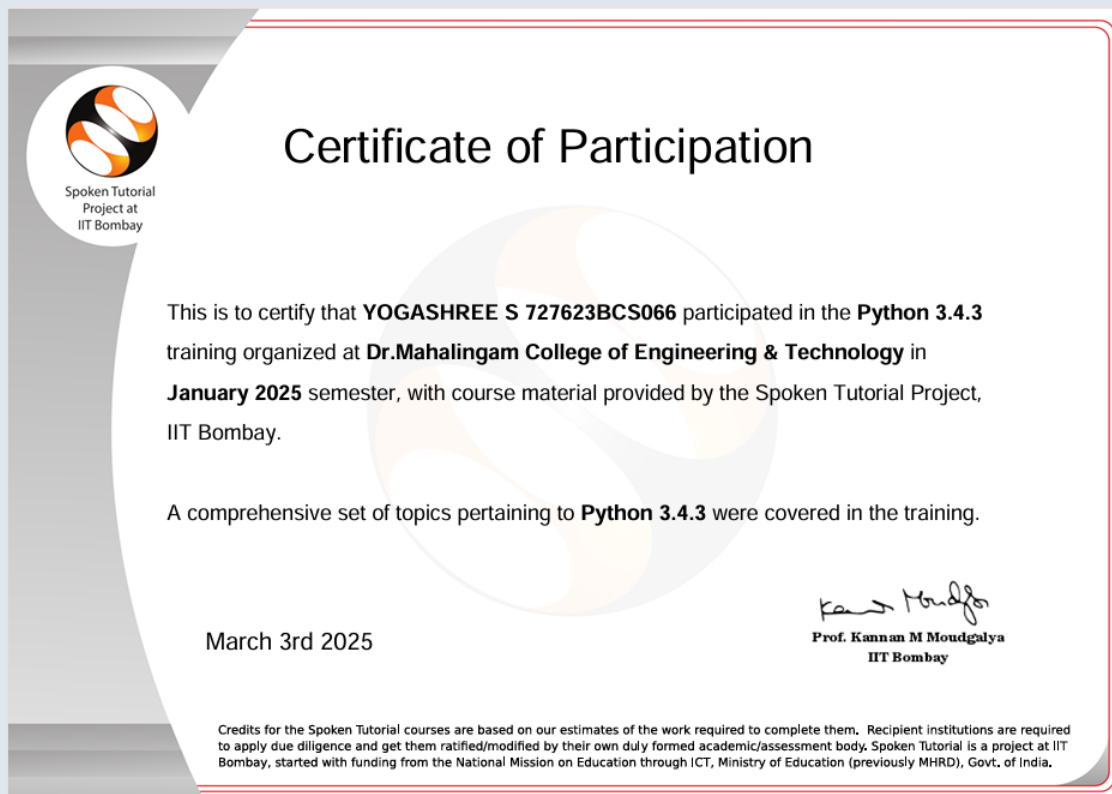 Spoken Tutorial
Project at
IIT Bombay
Certificate of Participation
This is to certify that YOGASHREE S 727623BCS066 participated in the Python 3.4.3
training organized at Dr.Mahalingam College of Engineering & Technology in
January 2025 semester, with course material provided by the Spoken Tutorial Project,
IIT Bombay.
A comprehensive set of topics pertaining to Python 3.4.3 were covered in the training.
March 3rd 2025
Prof. Kannan M Moudgalya
IIT Bombay
Credits for the Spoken Tutorial courses are based on our estimates of the work required to complete them. Recipient institutions are required
to apply due diligence and get them ratified/modified by their own duly formed academic/assessment body. Spoken Tutorial is a project at IIT
Bombay, started with funding from the National Mission on Education through ICT, Ministry of Education (previously MHRD), Govt. of India.